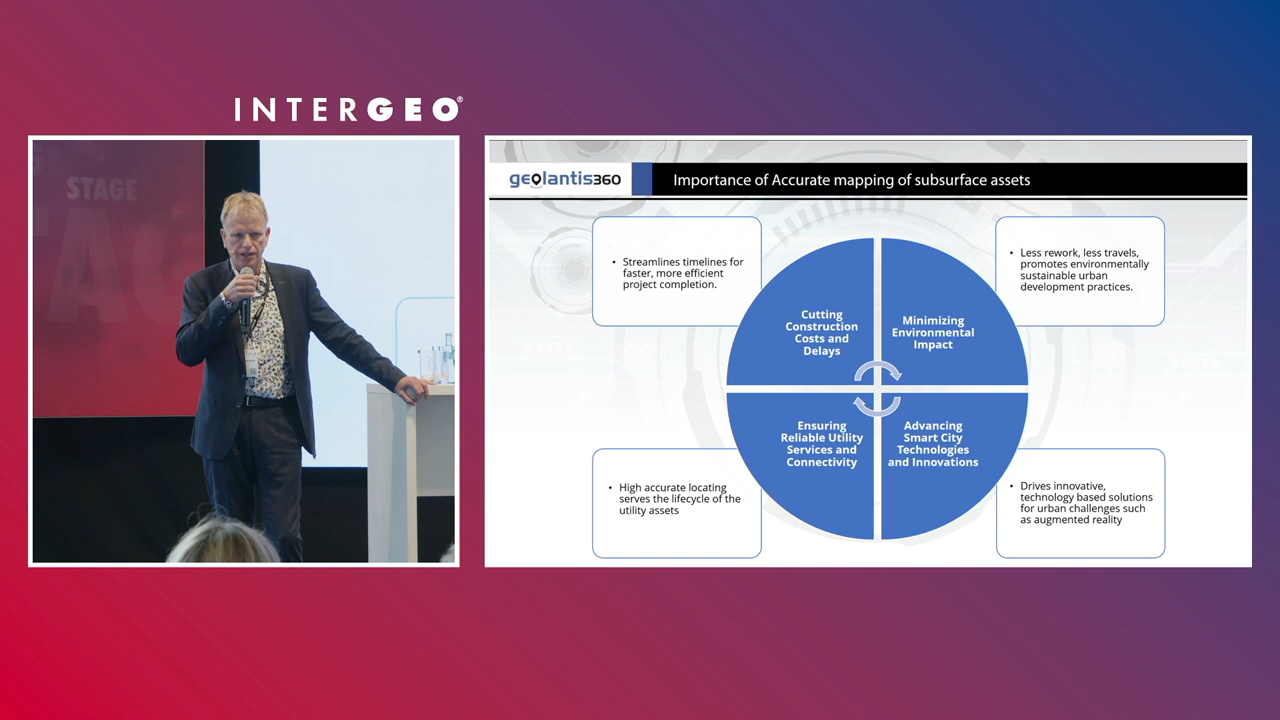 INTERGEO®
STAGE
geolantis360
Importance of Accurate mapping of subsurface assets
• Streamlines timelines for
faster, more efficient
project completion.
• Less rework, less travels,
promotes environmentally
sustainable urban
development practices.
Cutting
Construction
Costs and
Delays
Minimizing
Environmental
Impact
Ensuring
Reliable Utility
Services and
Connectivity
Advancing
Smart City
Technologies
and Innovations
• High accurate locating
serves the lifecycle of the
utility assets
• Drives innovative,
technology based solutions
for urban challenges such
as augmented reality